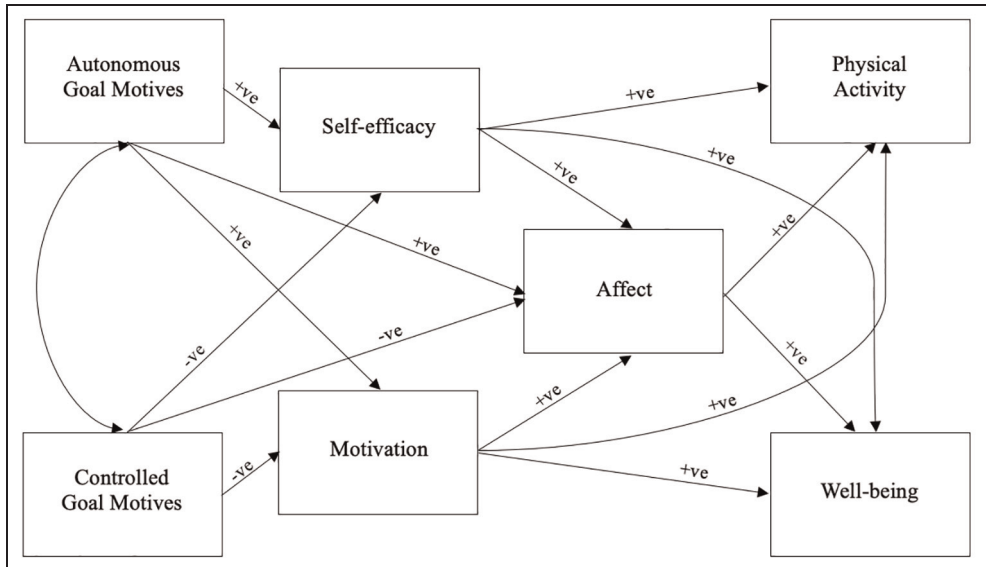 Autonomous
Goal Motives
+ve
Self-efficacy
+ve
Physical
Activity
+ve
+ve
+ve
+ve
+ve
Affect
-ve
-ve
+ve
+ve
+ve
+ve
Controlled
Goal Motives
-ve
Motivation
+ve
Well-being